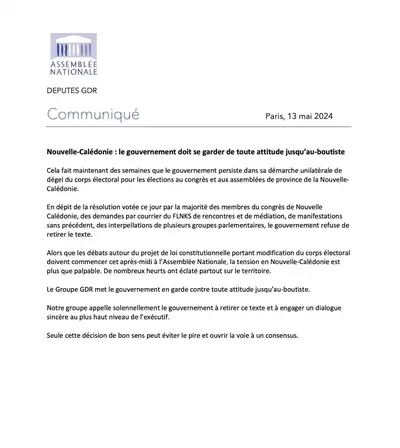 ASSEMBLÉE
NATIONALE
DEPUTES GDR
Communiqué
Paris, 13 mai 2024
Nouvelle-Calédonie : le gouvernement doit se garder de toute attitude jusqu'au-boutiste
Cela fait maintenant des semaines que le gouvernement persiste dans sa démarche unilatérale de
dégel du corps électoral pour les élections au congrès et aux assemblées de province de la Nouvelle-
Calédonie.
En dépit de la résolution votée ce jour par la majorité des membres du congrès de Nouvelle
Calédonie, des demandes par courrier du FLNKS de rencontres et de médiation, de manifestations
sans précédent, des interpellations de plusieurs groupes parlementaires, le gouvernement refuse de
retirer le texte.
Alors que les débats autour du projet de loi constitutionnelle portant modification du corps électoral
doivent commencer cet après-midi à l'Assemblée Nationale, la tension en Nouvelle-Calédonie est
plus que palpable. De nombreux heurts ont éclaté partout sur le territoire.
Le Groupe GDR met le gouvernement en garde contre toute attitude jusqu'au-boutiste.
Notre groupe appelle solennellement le gouvernement à retirer ce texte et à engager un dialogue
sincère au plus haut niveau de l'exécutif.
Seule cette décision de bon sens peut éviter le pire et ouvrir la voie à un consensus.